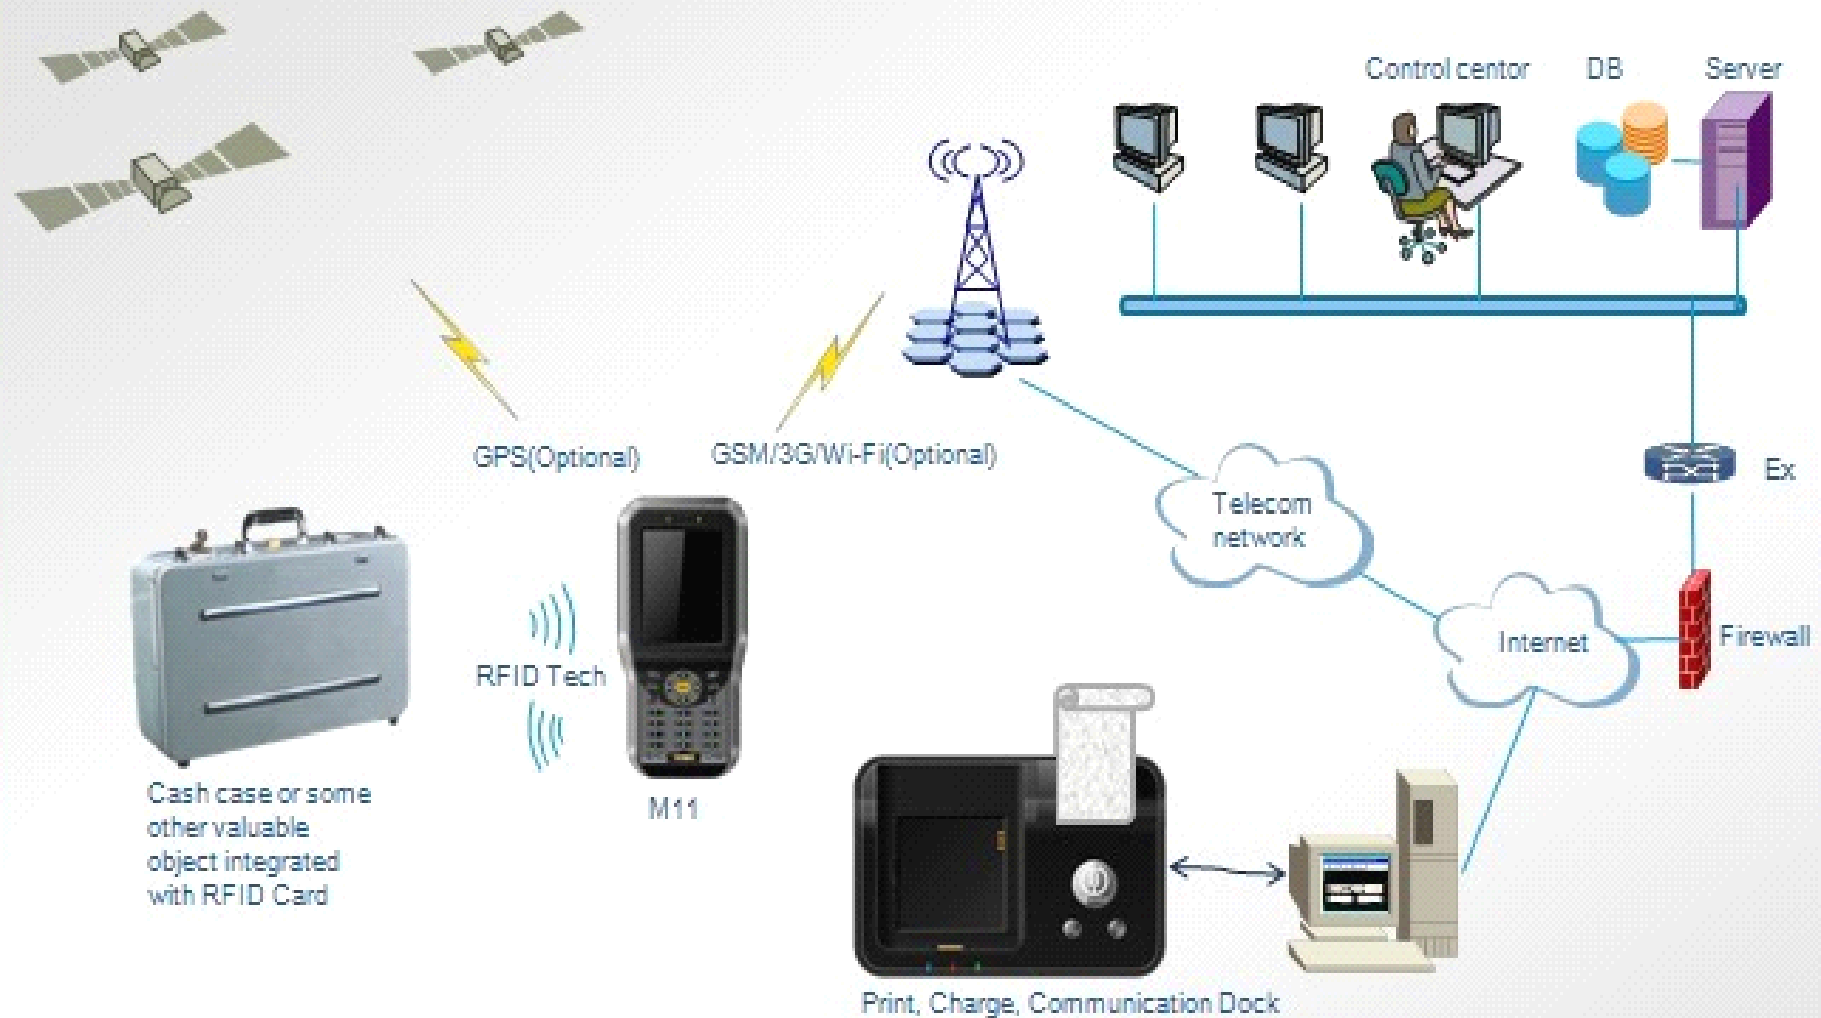 Control centor
DB
Server
GPS(Optional)
GSM/3G/Wi-Fi(Optional)
Telecom
network
Ex
Internet
Firewall
RFID Tech
M11
Cash case or some
other valuable
object integrated
with RFID Card
Print, Charge, Communication Dock